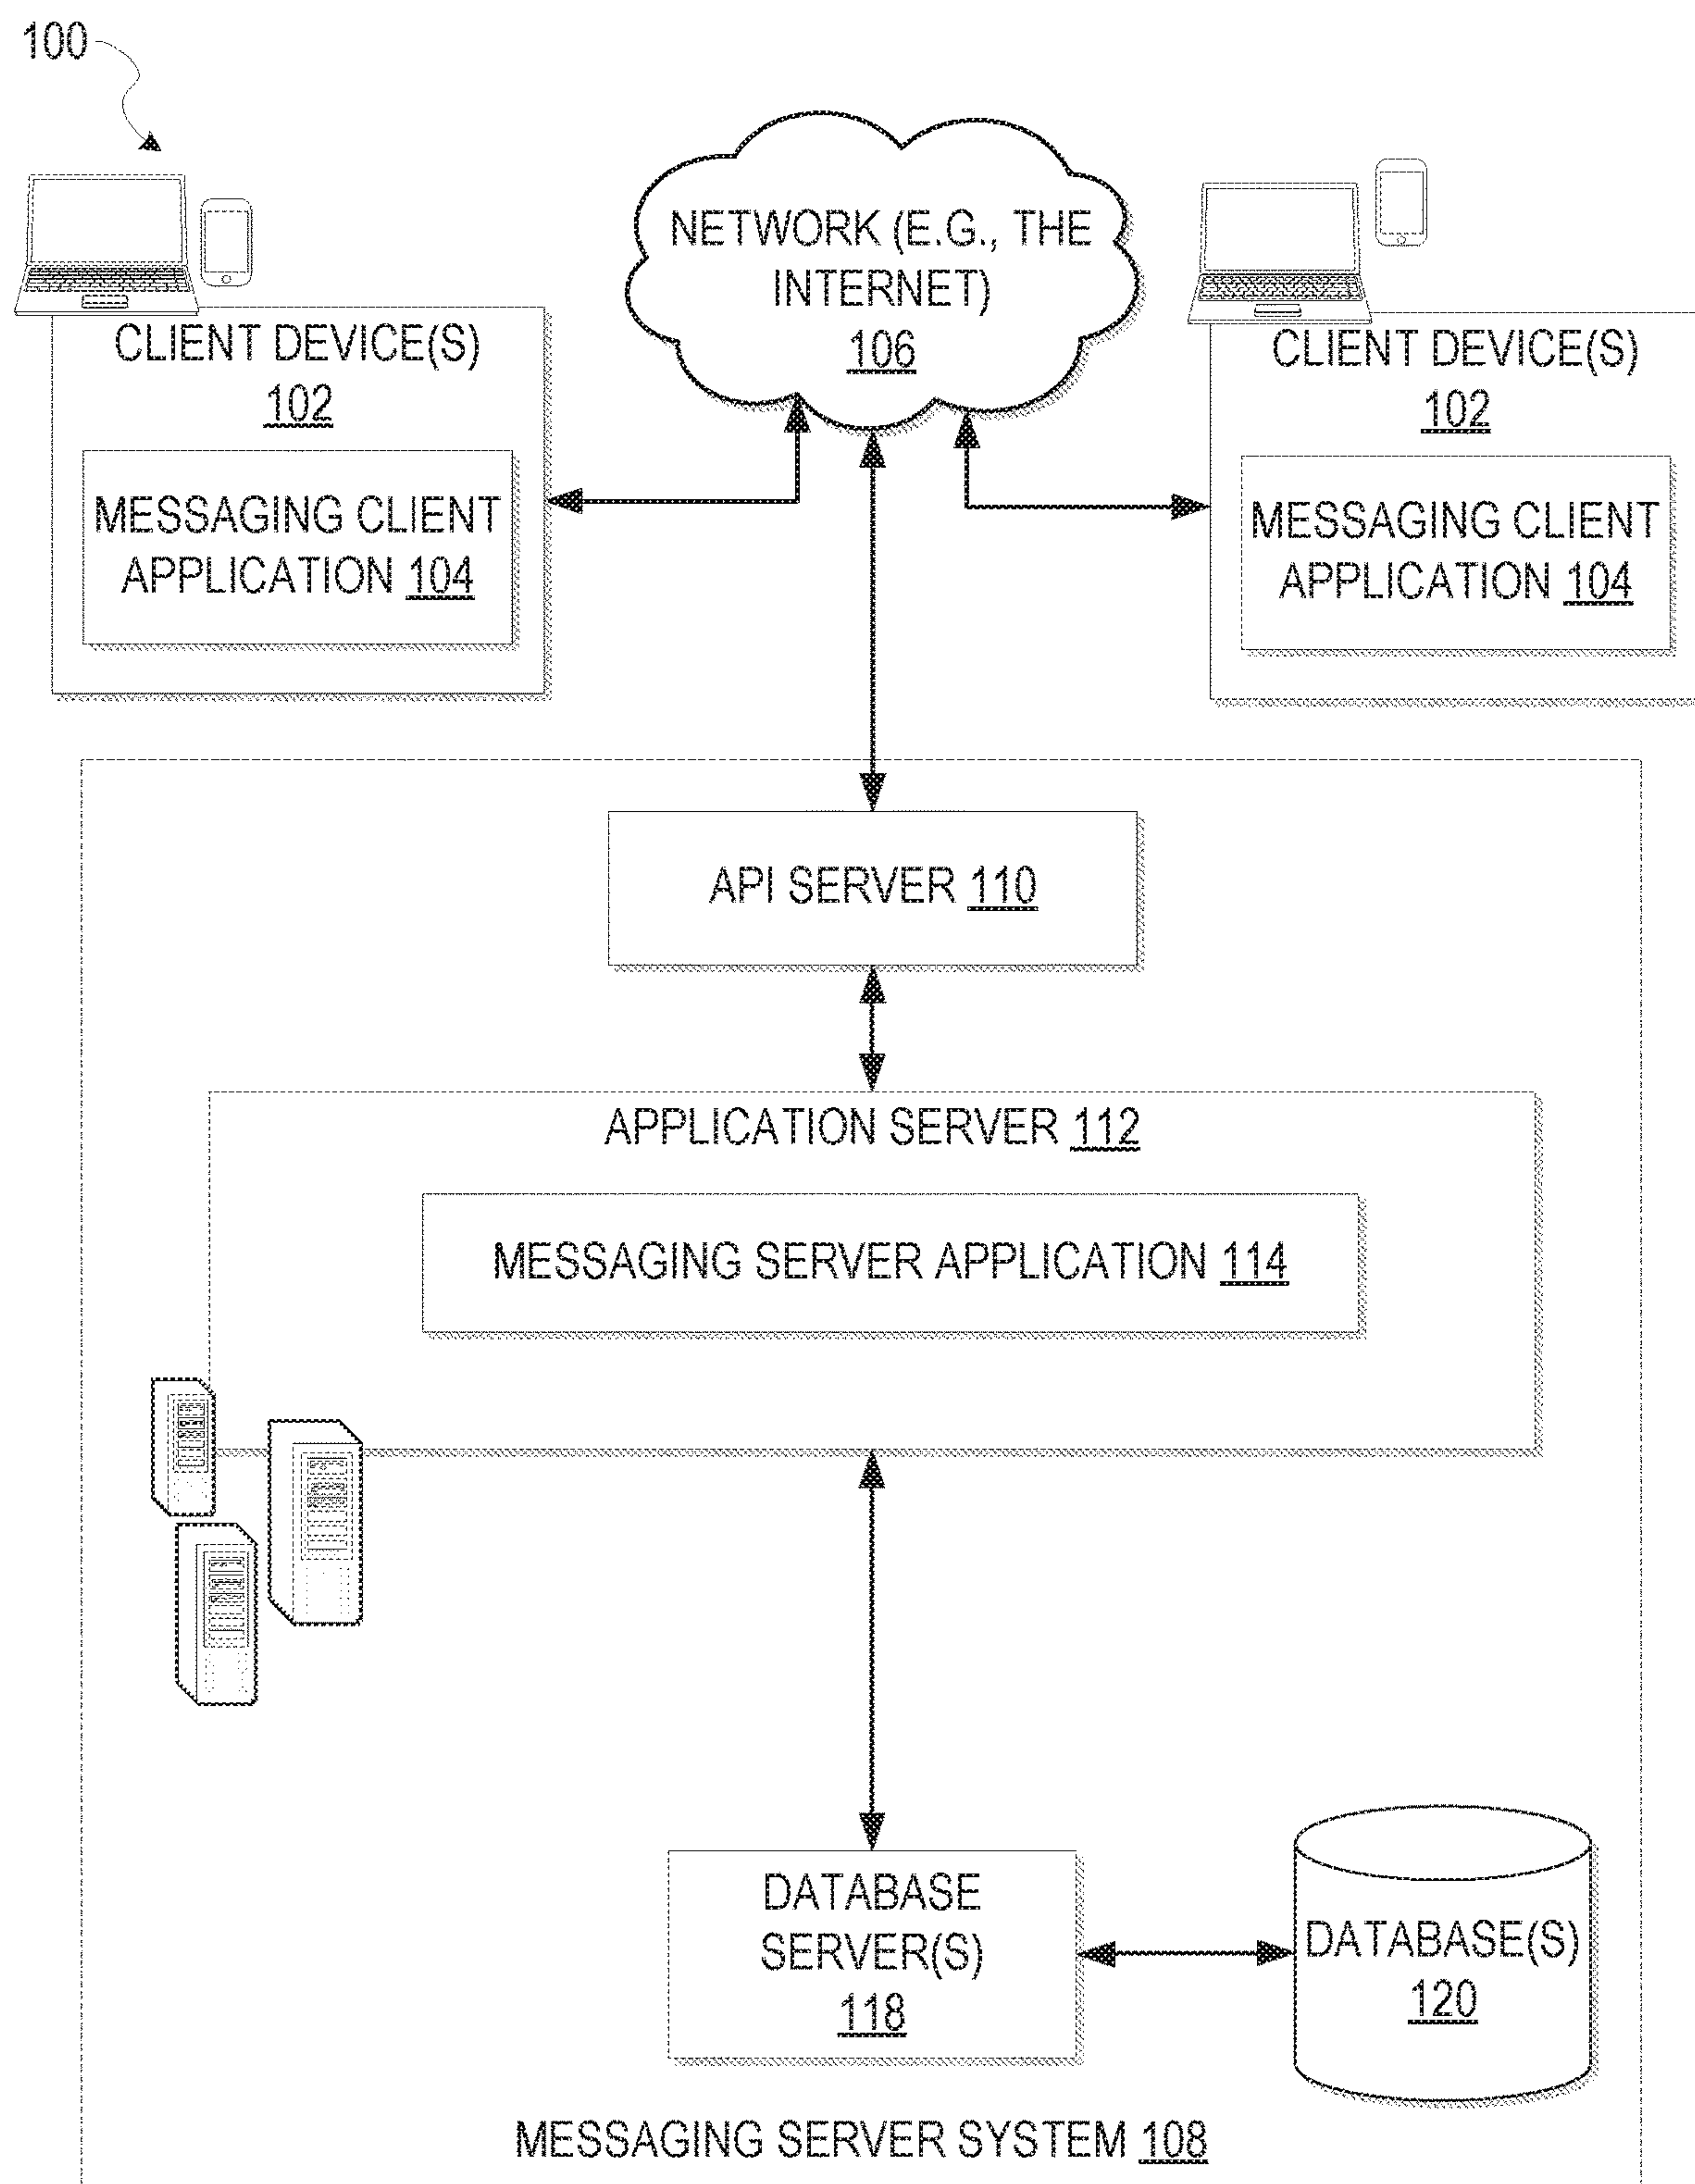 100
NETWORK (E.G., THE
INTERNET)
106
CLIENT DEVICE(S)
102
MESSAGING CLIENT
APPLICATION 104
CLIENT DEVICE(S)
102
MESSAGING CLIENT
APPLICATION 104
API SERVER 110
APPLICATION SERVER 112
MESSAGING SERVER APPLICATION 114
DATABASE
SERVER(S)
118
DATABASE(S)
120
MESSAGING SERVER SYSTEM 108